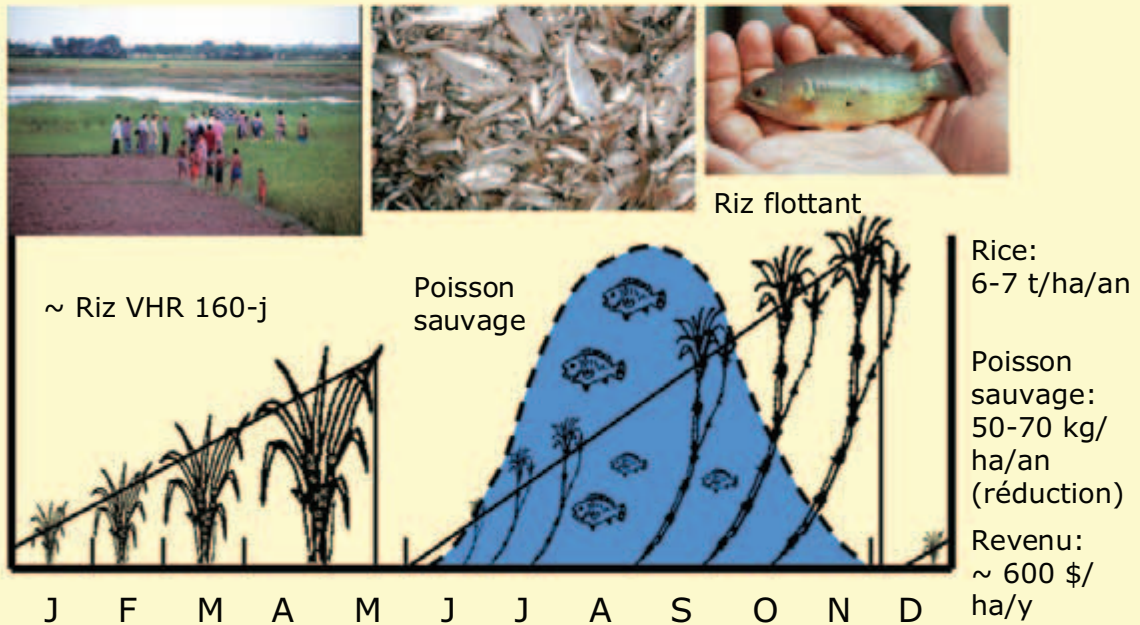 Riz flottant
~ Riz VHR 160-j
Poisson
sauvage
Rice:
6-7 t/ha/an
Poisson
sauvage:
50-70 kg/
ha/an
(réduction)
Revenu:
~ 600 $/
ha/y
J F M A M J J A S O N D